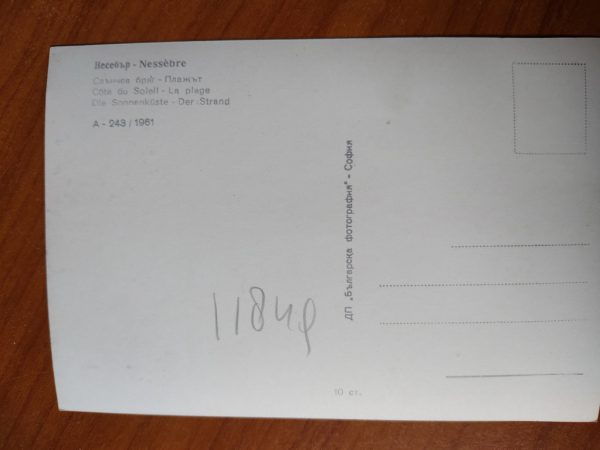 Несебър - Nessèbre
Слънчев бряг - Плажът
Côte du Soleil - La plage
Die Sonnenküste - Der Strand
А - 243 / 1961
ДП „Българска фотография“ - София
10 ст.